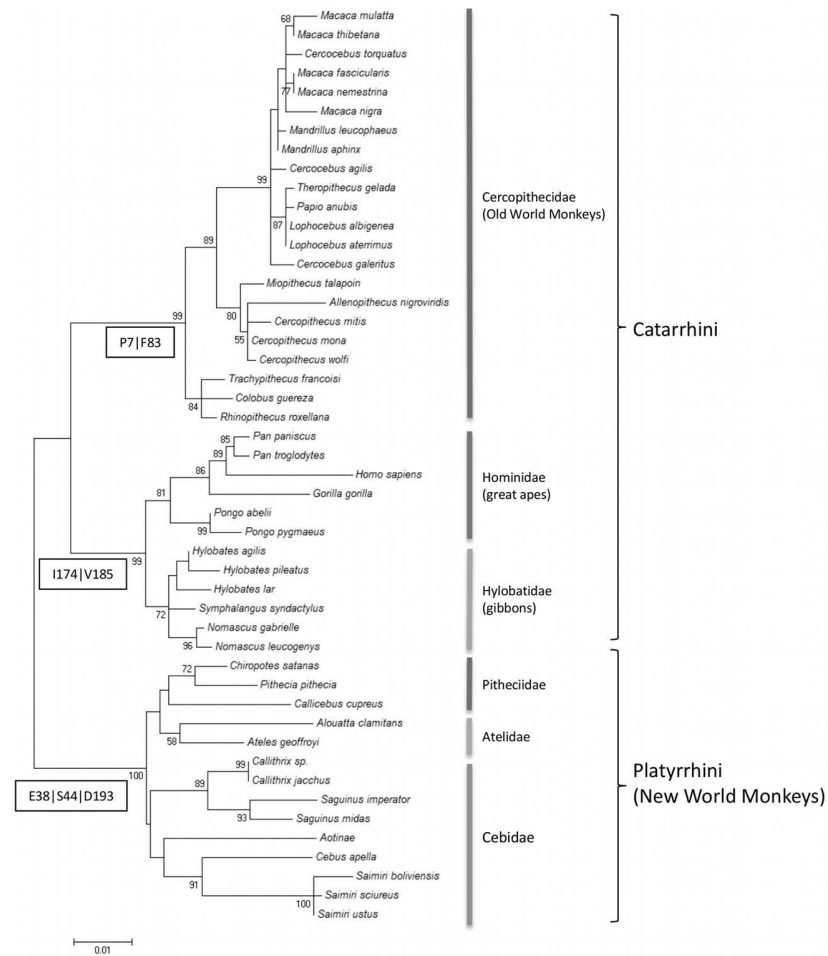 68
Macaca mulatta
Macaca thibetana
Cercocebus torquatus
Macaca fascicularis
77
Macaca nemestrina
Macaca nigra
Mandrillus leucophaeus
Mandrillus aphinx
99
Cercocebus agilis
Theropithecus gelada
Papio anubis
87
Lophocebus albigenea
Lophocebus aterrimus
Cercocebus galeritus
89
Miopithecus talapoin
Allenopithecus nigroviridis
80
Cercopithecus mitis
55
Cercopithecus mona
Cercopithecus wolfi
99
P7|F83
Trachypithecus francoisi
Colobus guereza
84
Rhinopithecus roxellana
Cercopithecidae
(Old World Monkeys)
Catarrhini
85
Pan paniscus
89
Pan troglodytes
86
Homo sapiens
81
Gorilla gorilla
Pongo abelii
99
Pongo pygmaeus
Hominidae
(great apes)
99
I174|V185
Hylobates agilis
Hylobates pileatus
Hylobates lar
72
Symphalangus syndactylus
Nomascus gabrielle
96
Nomascus leucogenys
Hylobatidae
(gibbons)
72
Chiropotes satanas
Pithecia pithecia
Callicebus cupreus
Pitheciidae
Alouatta clamitans
58
Ateles geoffroyi
Atelidae
100
E38|S44|D193
99
Callithrix sp.
89
Callithrix jacchus
Saguinus imperator
93
Saguinus midas
Aotinae
Cebus apella
91
Saimiri boliviensis
Saimiri sciureus
100
Saimiri ustus
Cebidae
Platyrrhini
(New World Monkeys)
0.01